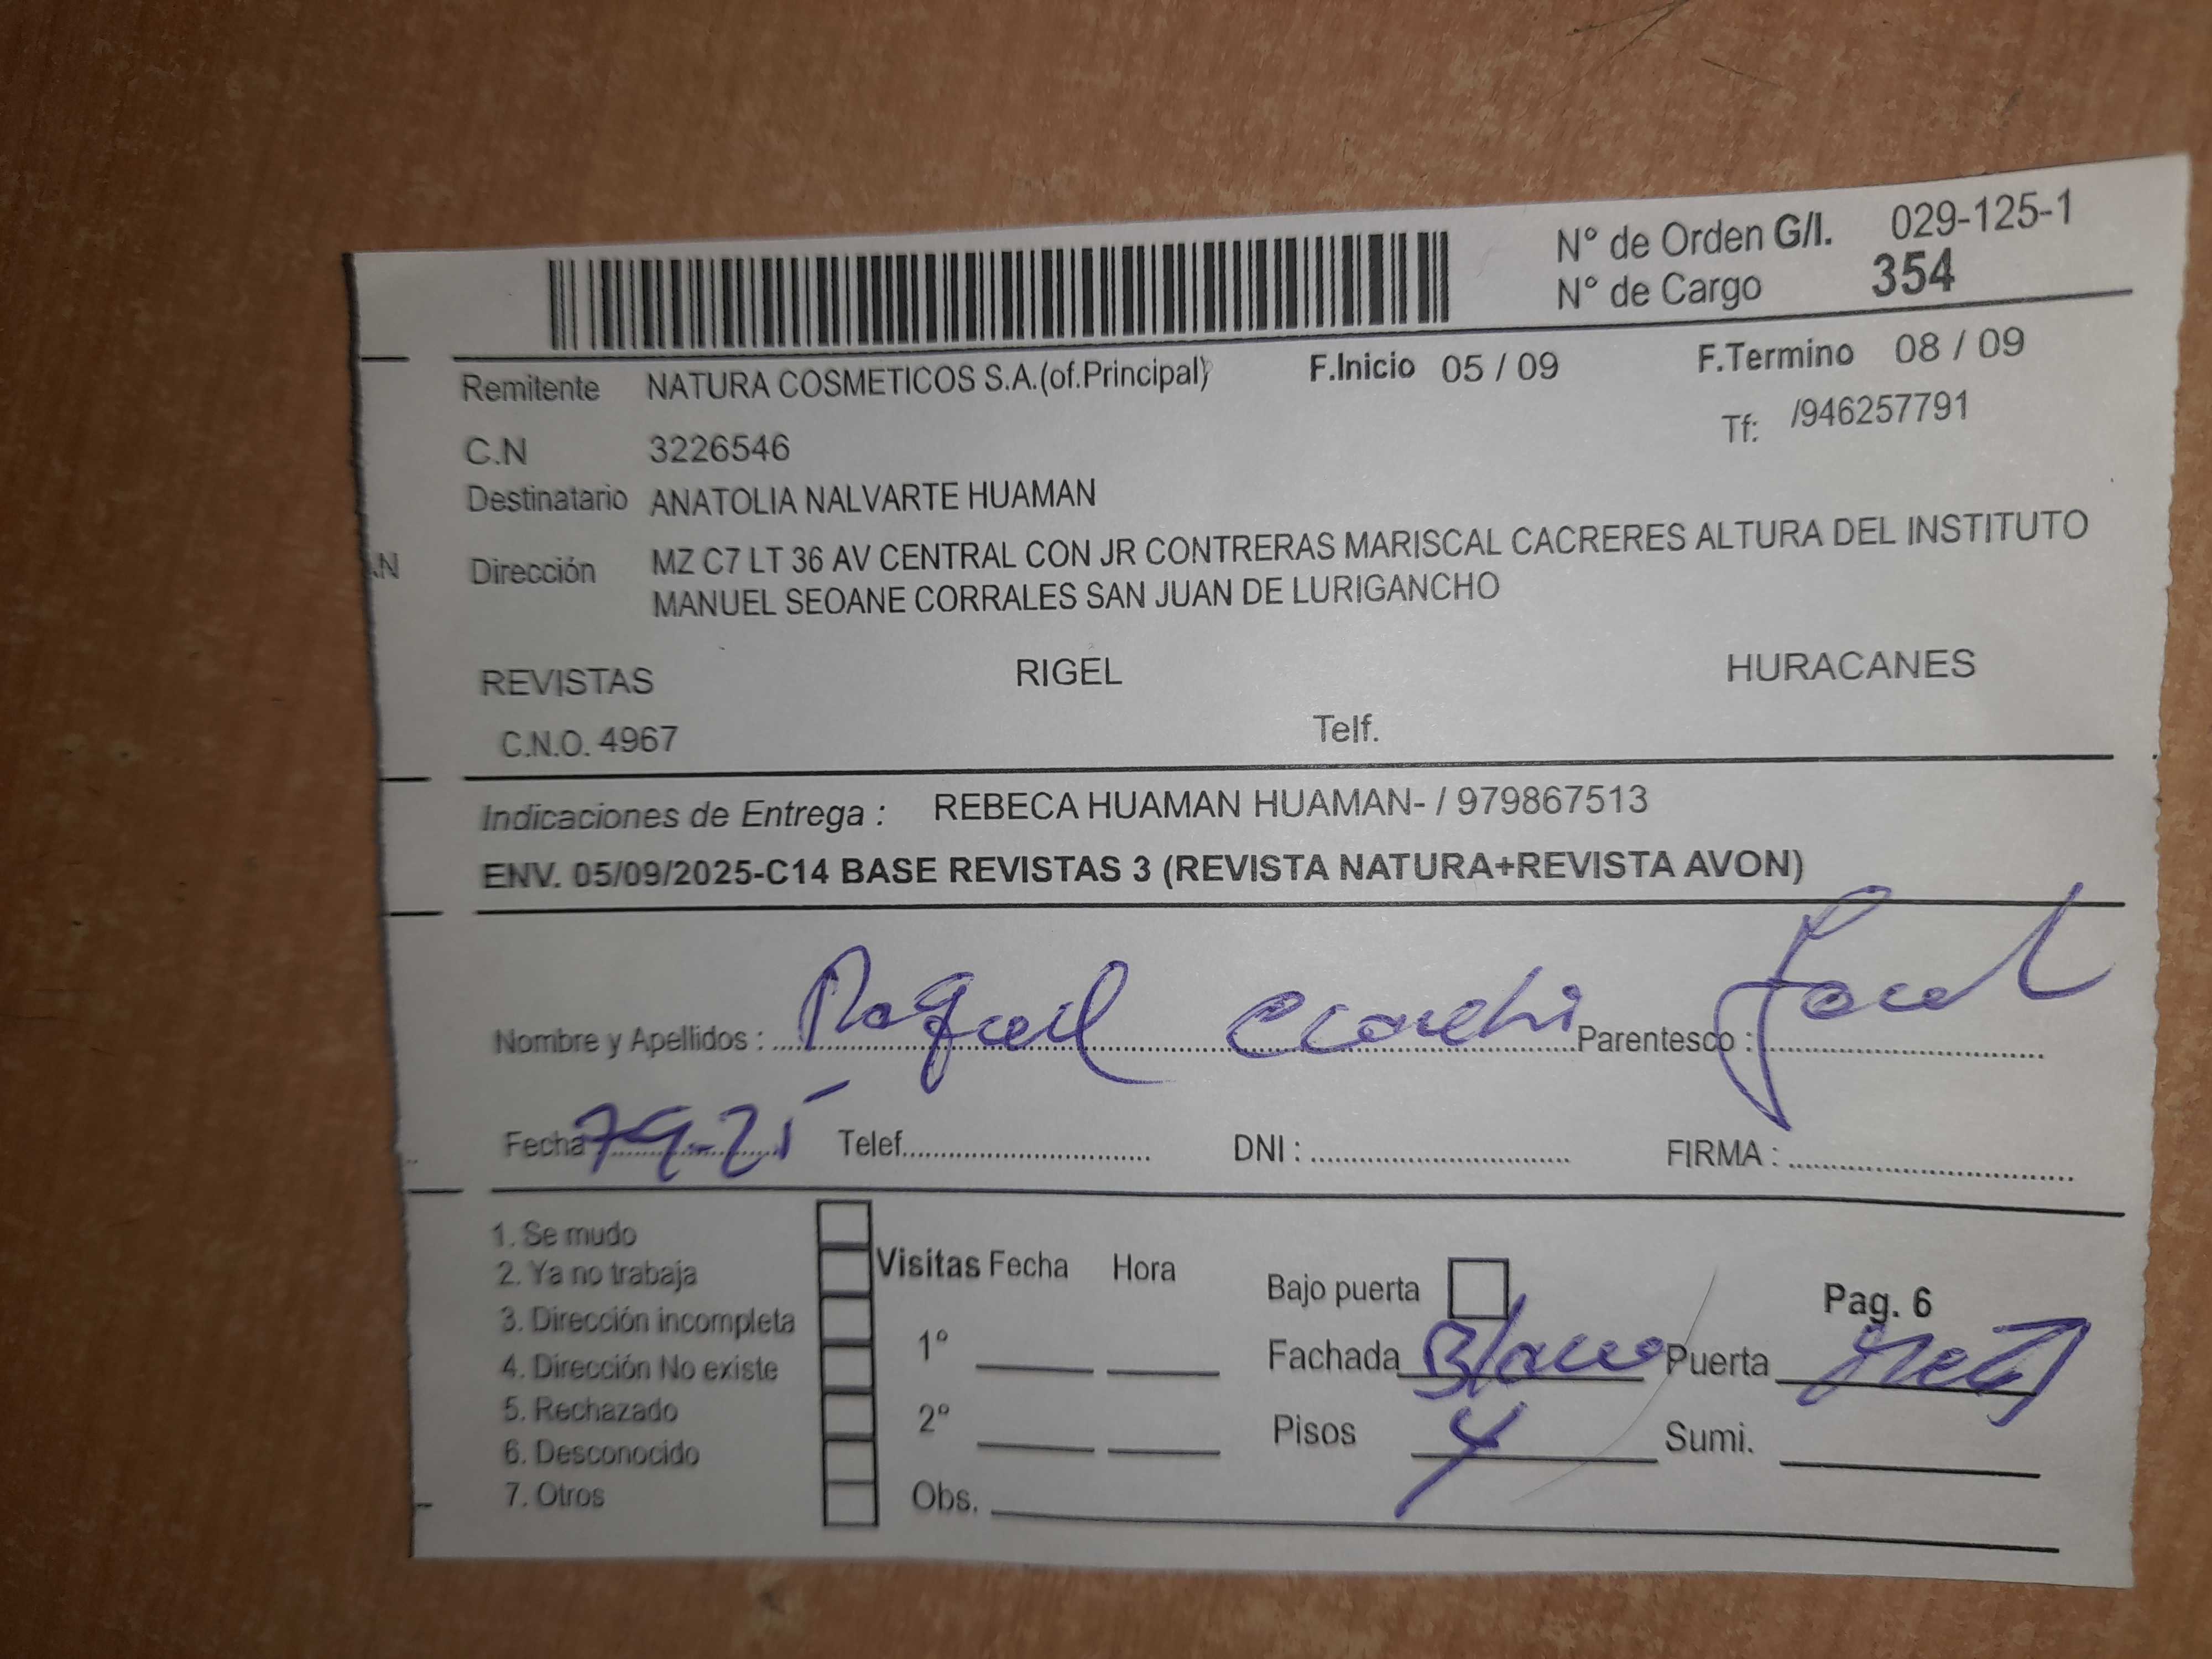 N° de Orden G/I. 029-125-1
N° de Cargo 354
Remitente NATURA COSMETICOS S.A.(of.Principal) F.Inicio 05 / 09 F.Termino 08 / 09
C.N 3226546 Tf: /946257791
Destinatario ANATOLIA NALVARTE HUAMAN
.N Dirección MZ C7 LT 36 AV CENTRAL CON JR CONTRERAS MARISCAL CACRERES ALTURA DEL INSTITUTO
MANUEL SEOANE CORRALES SAN JUAN DE LURIGANCHO
REVISTAS RIGEL HURACANES
C.N.O. 4967 Telf.
Indicaciones de Entrega : REBECA HUAMAN HUAMAN- / 979867513
ENV. 05/09/2025-C14 BASE REVISTAS 3 (REVISTA NATURA+REVISTA AVON)
Nombre y Apellidos : Raquel Parentesco :
Fecha 79-25 Telef. DNI : FIRMA :
1. Se mudo
2. Ya no trabaja Visitas Fecha Hora Bajo puerta Pag. 6
3. Dirección incompleta
4. Dirección No existe 1° Fachada Blanco Puerta
5. Rechazado
6. Desconocido 2° Pisos 4 Sumi.
7. Otros Obs.